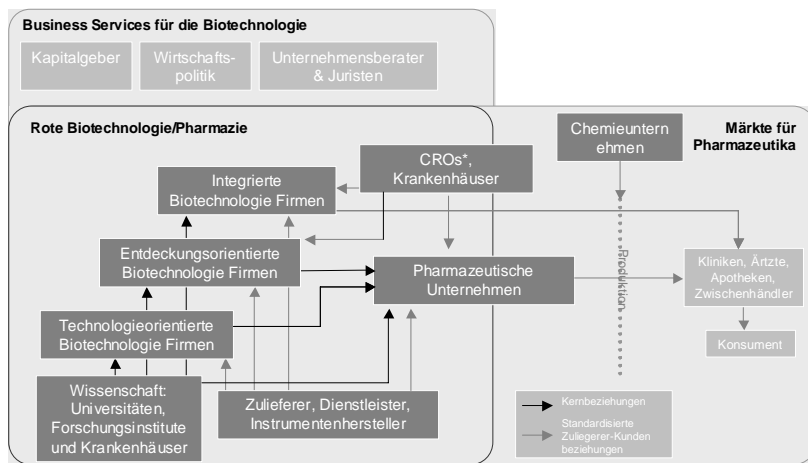 Business Services für die Biotechnologie
Kapitalgeber
Wirtschafts-
politik
Unternehmensberater
& Juristen
Rote Biotechnologie/Pharmazie
Chemieuntern
ehmen
Märkte für
Pharmazeutika
CROs*,
Krankenhäuser
Integrierte
Biotechnologie Firmen
Entdeckungsorientierte
Biotechnologie Firmen
Pharmazeutische
Unternehmen
Produktion
Kliniken, Ärtzte,
Apotheken,
Zwischenhändler
Technologieorientierte
Biotechnologie Firmen
Konsument
Wissenschaft:
Universitäten,
Forschungsinstitute
und Krankenhäuser
Zulieferer, Dienstleister,
Instrumentenhersteller
Kernbeziehungen
Standardisierte
Zuliegerer-Kunden
beziehungen